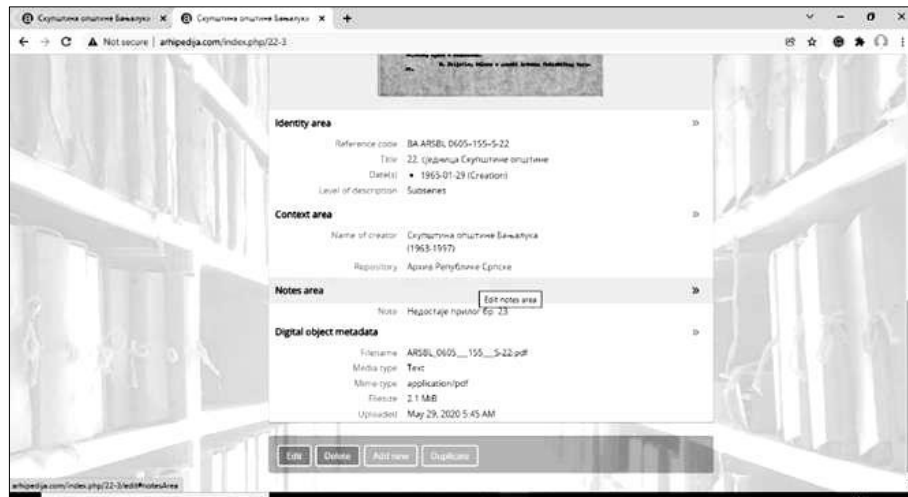 Скупштина општине Бањалука
Скупштина општине Бањалука
Not secure | arhipedija.com/index.php/22-3
Identity area
Reference code BA ARSBL 0605-155-S-22
Title 22. сједница Скупштине општине
Date(s) • 1965-01-29 (Creation)
Level of description Subseries
Context area
Name of creator Скупштина општине Бањалука
(1963-1997)
Repository Архив Републике Српске
Notes area
Edit notes area
Note Недостаје прилог бр. 23
Digital object metadata
Filename ARSBL_0605___155___S-22.pdf
Media type Text
Mime-type application/pdf
Filesize 2.1 MiB
Uploaded May 29, 2020 5:45 AM
Edit Delete Add new Duplicate
arhipedija.com/index.php/22-3/edit#notesArea